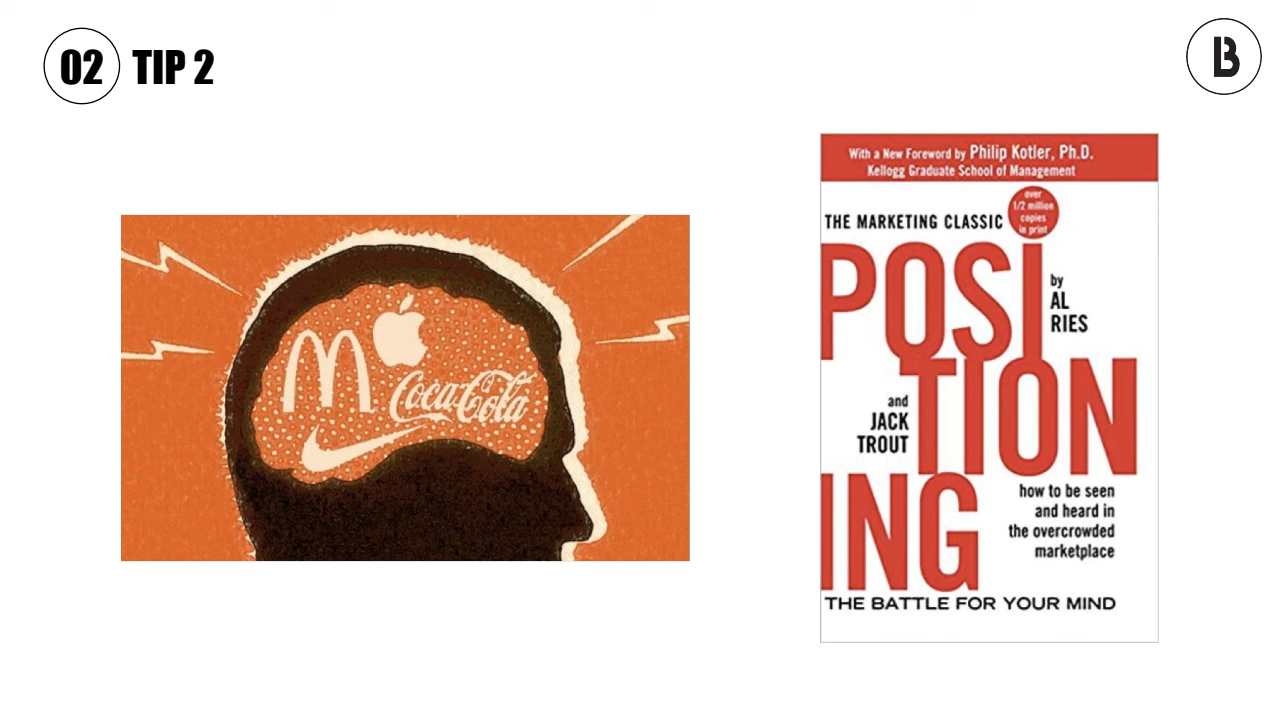 02 TIP 2
B
Coca-Cola
With a New Foreword by Philip Kotler, Ph.D.
Kellogg Graduate School of Management
over
1/2 million
copies
in print
THE MARKETING CLASSIC
POSI
by
AL
RIES
TION
and
JACK
TROUT
ING
how to be seen
and heard in
the overcrowded
marketplace
THE BATTLE FOR YOUR MIND